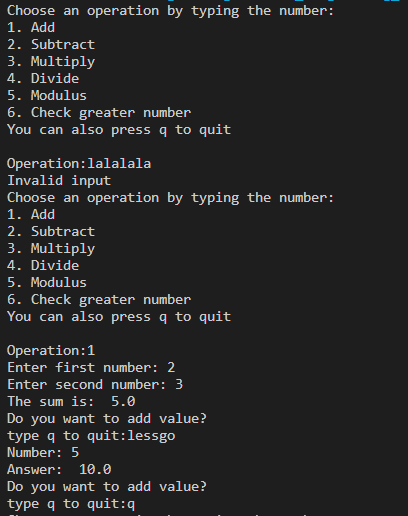 Choose an operation by typing the number:
1. Add
2. Subtract
3. Multiply
4. Divide
5. Modulus
6. Check greater number
You can also press q to quit

Operation:lalalala
Invalid input
Choose an operation by typing the number:
1. Add
2. Subtract
3. Multiply
4. Divide
5. Modulus
6. Check greater number
You can also press q to quit

Operation:1
Enter first number: 2
Enter second number: 3
The sum is:  5.0
Do you want to add value?
type q to quit:lessgo
Number: 5
Answer:  10.0
Do you want to add value?
type q to quit:q